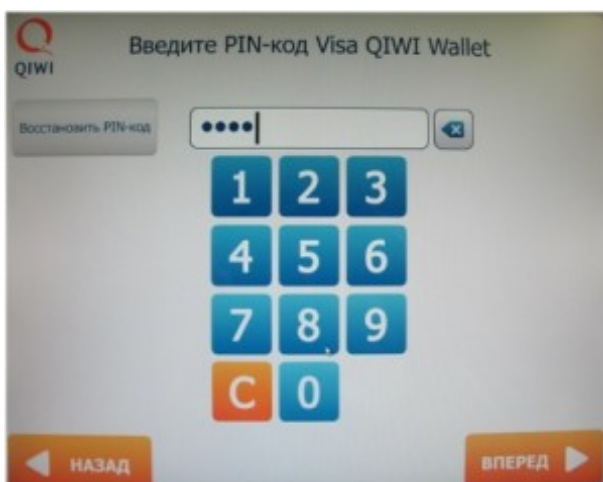 QIWI
Введите PIN-код Visa QIWI Wallet
Восстановить PIN-код
••••
1 2 3
4 5 6
7 8 9
C 0
НАЗАД
ВПЕРЕД